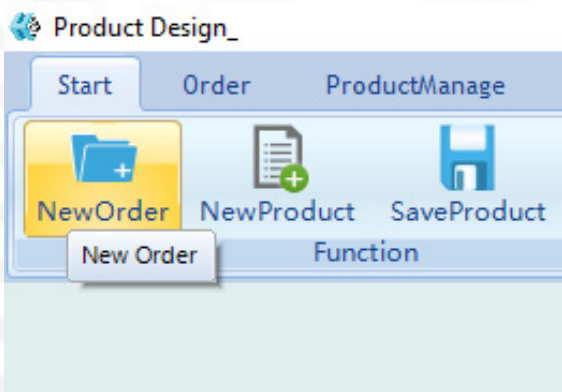 Product Design_
Start Order ProductManage
NewOrder NewProduct SaveProduct
New Order Function